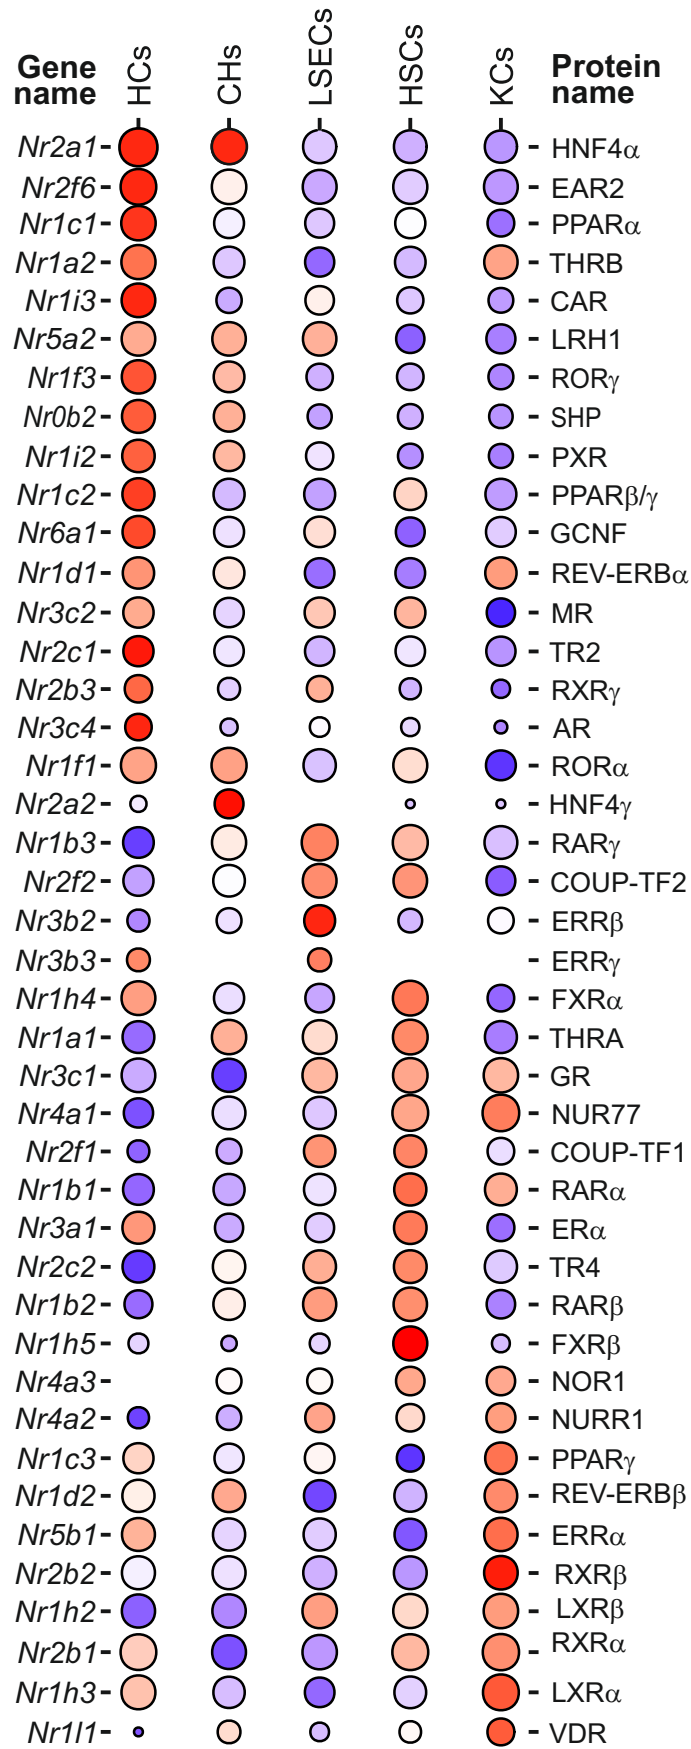 Gene name HCs CHs LSECs HSCs KCs Protein name
Nr2a1 HNF4α
Nr2f6 EAR2
Nr1c1 PPARα
Nr1a2 THRB
Nr1i3 CAR
Nr5a2 LRH1
Nr1f3 RORγ
Nr0b2 SHP
Nr1i2 PXR
Nr1c2 PPARβ/γ
Nr6a1 GCNF
Nr1d1 REV-ERBα
Nr3c2 MR
Nr2c1 TR2
Nr2b3 RXRγ
Nr3c4 AR
Nr1f1 RORα
Nr2a2 HNF4γ
Nr1b3 RARγ
Nr2f2 COUP-TF2
Nr3b2 ERRβ
Nr3b3 ERRγ
Nr1h4 FXRα
Nr1a1 THRA
Nr3c1 GR
Nr4a1 NUR77
Nr2f1 COUP-TF1
Nr1b1 RARα
Nr3a1 ERα
Nr2c2 TR4
Nr1b2 RARβ
Nr1h5 FXRβ
Nr4a3 NOR1
Nr4a2 NURR1
Nr1c3 PPARγ
Nr1d2 REV-ERBβ
Nr5b1 ERRα
Nr2b2 RXRβ
Nr1h2 LXRβ
Nr2b1 RXRα
Nr1h3 LXRα
Nr1l1 VDR